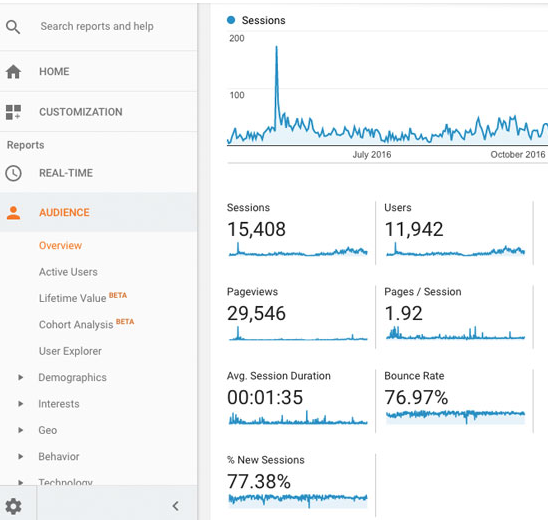 Search reports and help
HOME
CUSTOMIZATION
Reports
REAL-TIME
AUDIENCE
Overview
Active Users
Lifetime Value BETA
Cohort Analysis BETA
User Explorer
Demographics
Interests
Geo
Behavior
Technology
Sessions
200
100
July 2016
October 2016
Sessions
15,408
Users
11,942
Pageviews
29,546
Pages / Session
1.92
Avg. Session Duration
00:01:35
Bounce Rate
76.97%
% New Sessions
77.38%